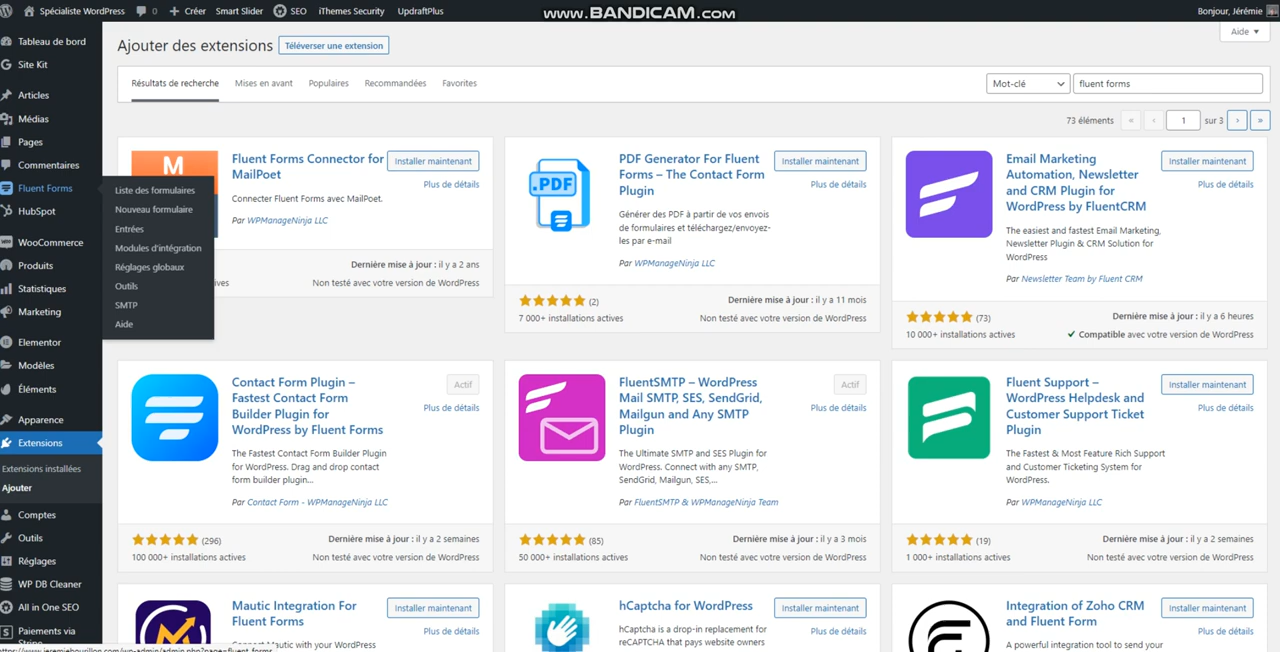 Spécialiste WordPress
0
Créer
Smart Slider
SEO
iThemes Security
UpdraftPlus
www.BANDICAM.com
Bonjour, Jérémie
Tableau de bord
Site Kit
Articles
Médias
Pages
Commentaires
Fluent Forms
HubSpot
WooCommerce
Produits
Statistiques
Marketing
Elementor
Modèles
Éléments
Apparence
Extensions
Extensions installées
Ajouter
Comptes
Outils
Réglages
WP DB Cleaner
All in One SEO
Paiements via
Liste des formulaires
Nouveau formulaire
Entrées
Modules d'intégration
Réglages globaux
Outils
SMTP
Aide
Ajouter des extensions
Téléverser une extension
Aide
Résultats de recherche
Mises en avant
Populaires
Recommandées
Favorites
Mot-clé
fluent forms
73 éléments
«
‹
1
sur 3
›
»
M
Fluent Forms Connector for
MailPoet
Installer maintenant
Plus de détails
Connecter Fluent Forms avec MailPoet.
Par WPManageNinja LLC
Dernière mise à jour : il y a 2 ans
Non testé avec votre version de WordPress
.PDF
PDF Generator For Fluent
Forms – The Contact Form
Plugin
Installer maintenant
Plus de détails
Générer des PDF à partir de vos envois
de formulaires et téléchargez/envoyez-
les par e-mail
Par WPManageNinja LLC
(2)
7 000+ installations actives
Dernière mise à jour : il y a 11 mois
Non testé avec votre version de WordPress
Email Marketing
Automation, Newsletter
and CRM Plugin for
WordPress by FluentCRM
Installer maintenant
Plus de détails
The easiest and fastest Email Marketing,
Newsletter Plugin & CRM Solution for
WordPress
Par Newsletter Team by Fluent CRM
(73)
10 000+ installations actives
Dernière mise à jour : il y a 6 heures
Compatible avec votre version de WordPress
Contact Form Plugin –
Fastest Contact Form
Builder Plugin for
WordPress by Fluent Forms
Actif
Plus de détails
The Fastest Contact Form Builder Plugin
for WordPress. Drag and drop contact
form builder plugin...
Par Contact Form - WPManageNinja LLC
(296)
100 000+ installations actives
Dernière mise à jour : il y a 2 semaines
Non testé avec votre version de WordPress
FluentSMTP – WordPress
Mail SMTP, SES, SendGrid,
Mailgun and Any SMTP
Plugin
Actif
Plus de détails
The Ultimate SMTP and SES Plugin for
WordPress. Connect with any SMTP,
SendGrid, Mailgun, SES,...
Par FluentSMTP & WPManageNinja Team
(85)
50 000+ installations actives
Dernière mise à jour : il y a 3 mois
Non testé avec votre version de WordPress
Fluent Support –
WordPress Helpdesk and
Customer Support Ticket
Plugin
Installer maintenant
Plus de détails
The Fastest & Most Feature Rich Support
and Customer Ticketing System for
WordPress.
Par WPManageNinja LLC
(19)
1 000+ installations actives
Dernière mise à jour : il y a 2 semaines
Non testé avec votre version de WordPress
Mautic Integration For
Fluent Forms
Installer maintenant
Plus de détails
Mautic with your WordPress
hCaptcha for WordPress
Installer maintenant
Plus de détails
hCaptcha is a drop-in replacement for
reCAPTCHA that pays website owners
Integration of Zoho CRM
and Fluent Form
Installer maintenant
Plus de détails
A powerful integration tool to send your